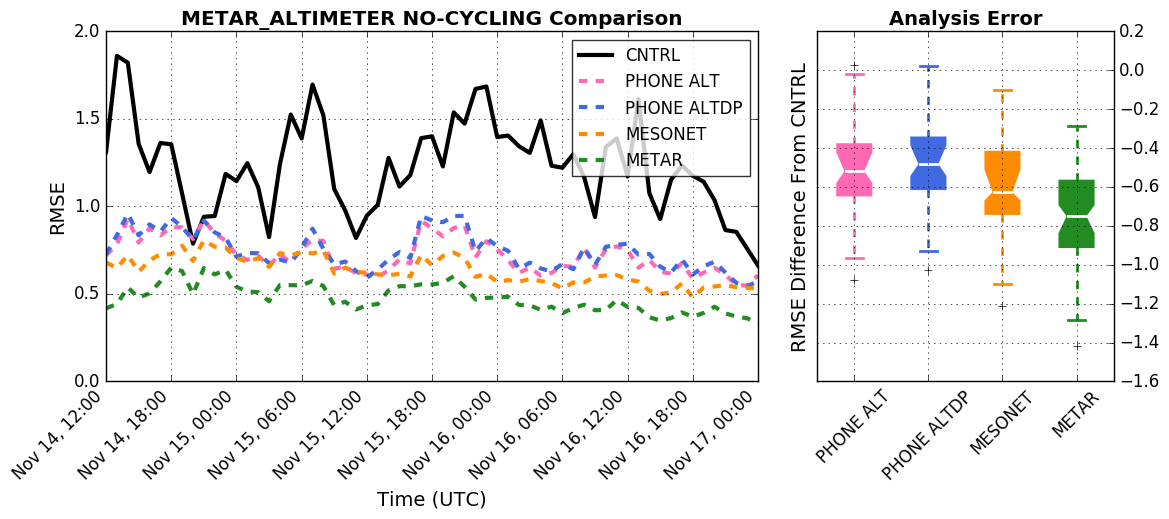 METAR_ALTIMETER NO-CYCLING Comparison
RMSE
2.0
1.5
1.0
0.5
0.0
CNTRL
PHONE ALT
PHONE ALTDP
MESONET
METAR
Nov 14, 12:00
Nov 14, 18:00
Nov 15, 00:00
Nov 15, 06:00
Nov 15, 12:00
Nov 15, 18:00
Nov 16, 00:00
Nov 16, 06:00
Nov 16, 12:00
Nov 16, 18:00
Nov 17, 00:00
Time (UTC)
Analysis Error
RMSE Difference From CNTRL
0.2
0.0
−0.2
−0.4
−0.6
−0.8
−1.0
−1.2
−1.4
−1.6
PHONE ALT
PHONE ALTDP
MESONET
METAR